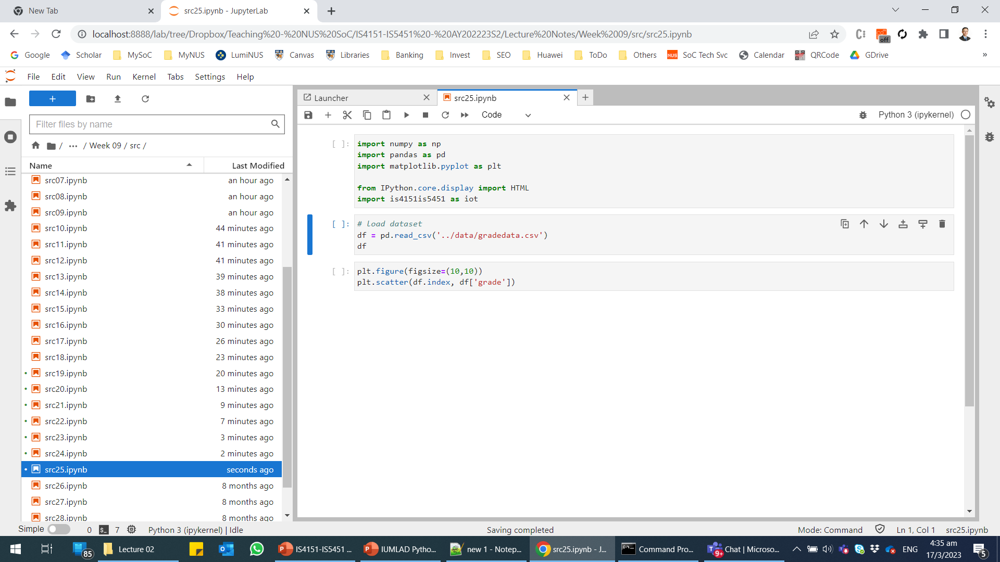 New Tab
src25.ipynb - JupyterLab
localhost:8888/lab/tree/Dropbox/Teaching%20-%20NUS%20SoC/IS4151-IS5451%20-%20AY202223S2/Lecture%20Notes/Week%2009/src/src25.ipynb
off
Google Scholar MySoC MyNUS LumiNUS Canvas Libraries Banking Invest SEO Huawei ToDo Others NUS SoC Tech Svc Calendar QRCode GDrive »
File Edit View Run Kernel Tabs Settings Help
Filter files by name
/ ··· / Week 09 / src /
Name Last Modified
src07.ipynb an hour ago
src08.ipynb an hour ago
src09.ipynb an hour ago
src10.ipynb 44 minutes ago
src11.ipynb 41 minutes ago
src12.ipynb 41 minutes ago
src13.ipynb 39 minutes ago
src14.ipynb 38 minutes ago
src15.ipynb 33 minutes ago
src16.ipynb 30 minutes ago
src17.ipynb 26 minutes ago
src18.ipynb 23 minutes ago
src19.ipynb 20 minutes ago
src20.ipynb 13 minutes ago
src21.ipynb 9 minutes ago
src22.ipynb 7 minutes ago
src23.ipynb 3 minutes ago
src24.ipynb 2 minutes ago
src25.ipynb seconds ago
src26.ipynb 8 months ago
src27.ipynb 8 months ago
src28.ipynb 8 months ago
Launcher
src25.ipynb
Code
Python 3 (ipykernel)
[ ]: import numpy as np
import pandas as pd
import matplotlib.pyplot as plt
from IPython.core.display import HTML
import is4151is5451 as iot
[ ]: # load dataset
df = pd.read_csv('../data/gradedata.csv')
df
[ ]: plt.figure(figsize=(10,10))
plt.scatter(df.index, df['grade'])
Simple 0 $_ 7 Python 3 (ipykernel) | Idle Saving completed Mode: Command Ln 1, Col 1 src25.ipynb
85 Lecture 02 IS4151-IS5451 ... IUMLAD Pytho... new 1 - Notep... src25.ipynb - J... Command Pro... 9+ Chat | Microso... ENG 4:35 am
17/3/2023
5